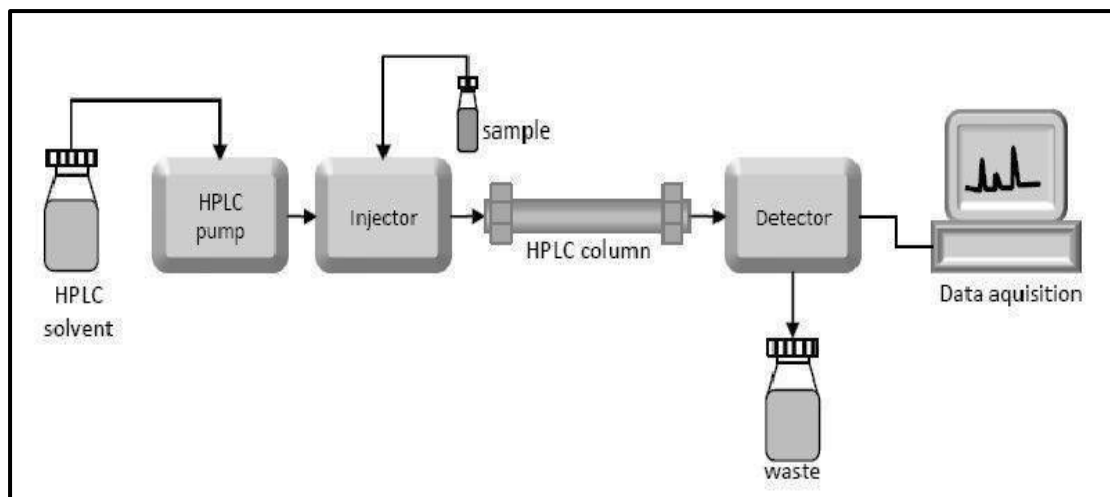 HPLC
solvent
HPLC
pump
Injector
sample
HPLC column
Detector
waste
Data aquisition